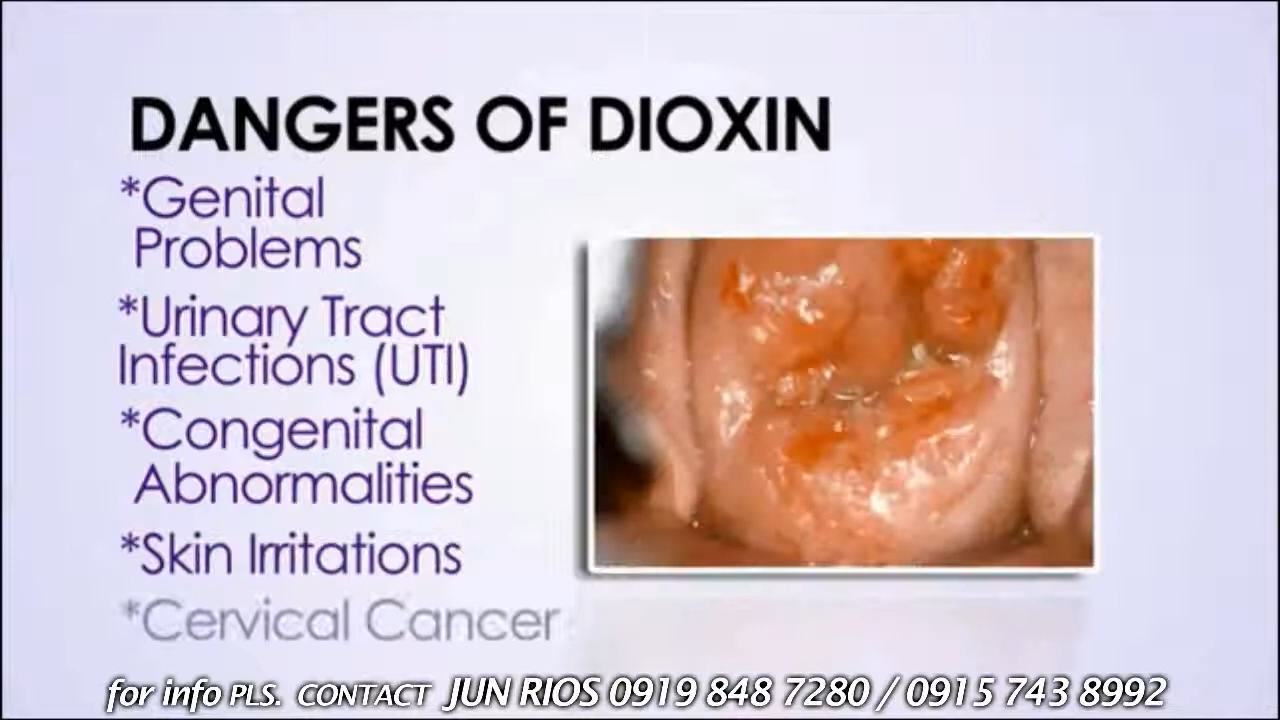 DANGERS OF DIOXIN
*Genital
Problems
*Urinary Tract
Infections (UTI)
*Congenital
Abnormalities
*Skin Irritations
*Cervical Cancer
for info PLS. CONTACT JUN RIOS 0919 848 7280 / 0915 743 8992